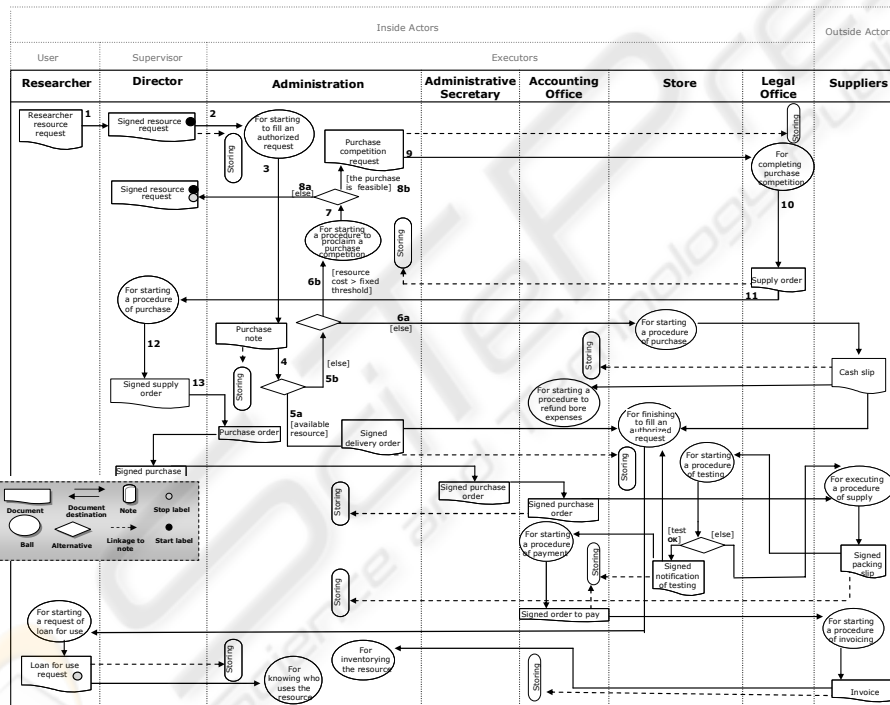 Inside Actors
Outside Actor
User
Supervisor
Executors
Researcher
Director
Administration
Administrative
Secretary
Accounting
Office
Store
Legal
Office
Suppliers
Researcher
resource
request
1
Signed resource
request
2
Storing
For starting
to fill an
authorized
request
3
Purchase
competition
request
9
Storing
For
completing
purchase
competition
10
Signed resource
request
8a
[else]
[the purchase
is feasible]
8b
7
For starting
a procedure to
proclaim a
purchase
competition
Storing
6b
[resource
cost > fixed
threshold]
Supply order
11
For starting
a procedure
of purchase
12
Purchase
note
4
6a
[else]
For starting
a procedure
of purchase
Storing
[else]
5b
Storing
Cash slip
Signed supply
order
13
5a
[available
resource]
For starting a
procedure to
refund bore
expenses
For finishing
to fill an
authorized
request
Purchase order
Signed
delivery order
Storing
For starting
a procedure
of testing
Signed purchase
Signed purchase
order
Storing
Signed purchase
order
For executing
a procedure
of supply
Document
Document
destination
Note
Stop label
Ball
Alternative
Linkage to
note
Start label
For starting
a procedure
of payment
[test
OK]
[else]
Storing
Signed
notification
of testing
Signed
packing
slip
Storing
Signed order to pay
For starting
a request of
loan for use
For starting
a procedure
of invoicing
Loan for use
request
Storing
For
inventorying
the resource
For
knowing who
uses the
resource
Storing
Invoice
SCITEPRESS
Science and Technology Publications